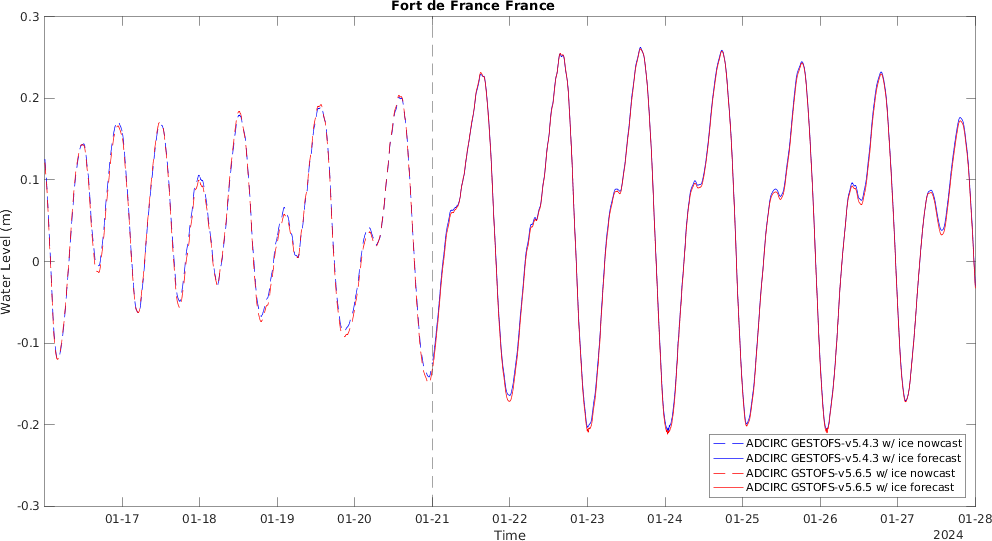 Fort de France France
0.3
0.2
0.1
0
-0.1
-0.2
-0.3
Water Level (m)
01-17 01-18 01-19 01-20 01-21 01-22 01-23 01-24 01-25 01-26 01-27 01-28
Time
2024
ADCIRC GESTOFS-v5.4.3 w/ ice nowcast
ADCIRC GESTOFS-v5.4.3 w/ ice forecast
ADCIRC GSTOFS-v5.6.5 w/ ice nowcast
ADCIRC GSTOFS-v5.6.5 w/ ice forecast